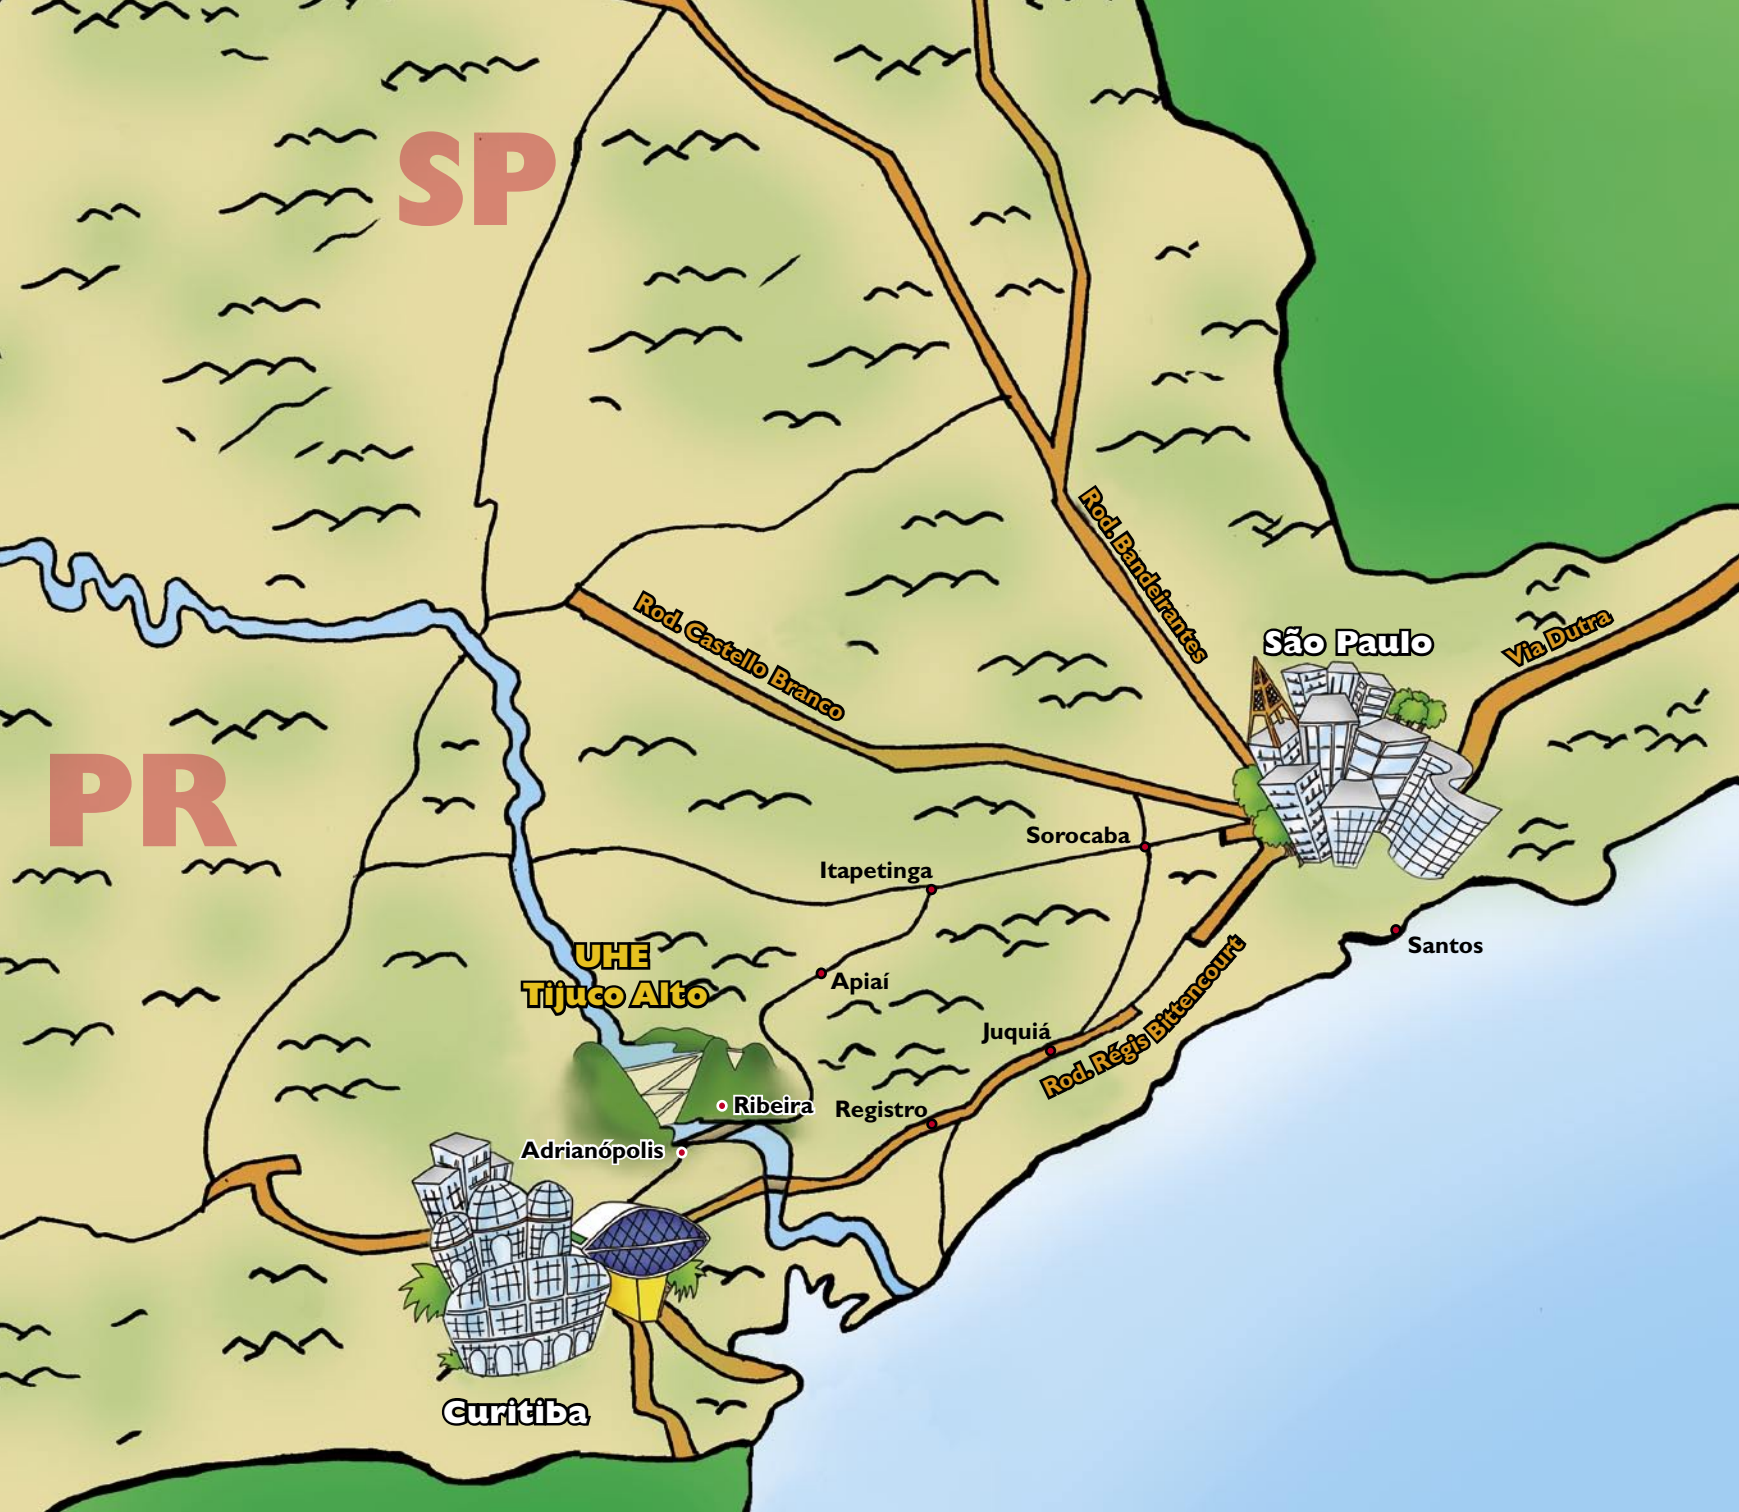 SP
Rod. Bandeirantes
Rod. Castello Branco
São Paulo
Via Dutra
PR
Sorocaba
Itapetinga
Santos
UHE
Tijuco Alto
Apiaí
Juquiá
Rod. Régis Bittencourt
Ribeira
Registro
Adrianópolis
Curitiba